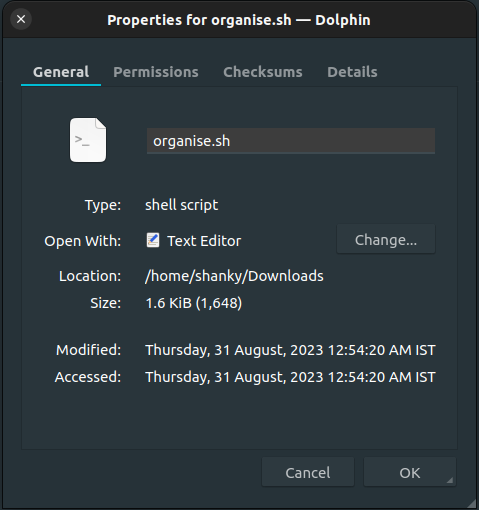 Properties for organise.sh — Dolphin
General Permissions Checksums Details
>_
organise.sh
Type: shell script
Open With: Text Editor Change...
Location: /home/shanky/Downloads
Size: 1.6 KiB (1,648)
Modified: Thursday, 31 August, 2023 12:54:20 AM IST
Accessed: Thursday, 31 August, 2023 12:54:20 AM IST
Cancel OK